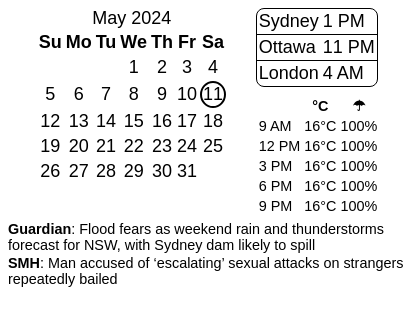 May 2024
Su Mo Tu We Th Fr Sa
1 2 3 4
5 6 7 8 9 10 11
12 13 14 15 16 17 18
19 20 21 22 23 24 25
26 27 28 29 30 31
Sydney 1 PM
Ottawa 11 PM
London 4 AM
°C ☂
9 AM 16°C 100%
12 PM 16°C 100%
3 PM 16°C 100%
6 PM 16°C 100%
9 PM 16°C 100%
Guardian: Flood fears as weekend rain and thunderstorms
forecast for NSW, with Sydney dam likely to spill
SMH: Man accused of ‘escalating’ sexual attacks on strangers
repeatedly bailed